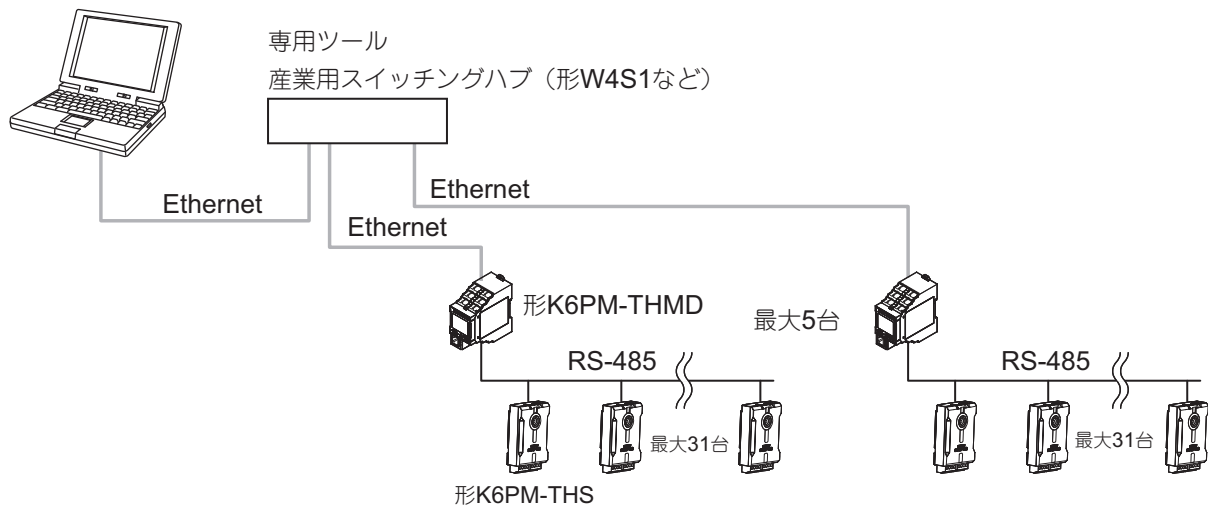 専用ツール
産業用スイッチングハブ（形W4S1など）
Ethernet
Ethernet
Ethernet
形K6PM-THMD
最大5台
RS-485
RS-485
最大31台
最大31台
形K6PM-THS